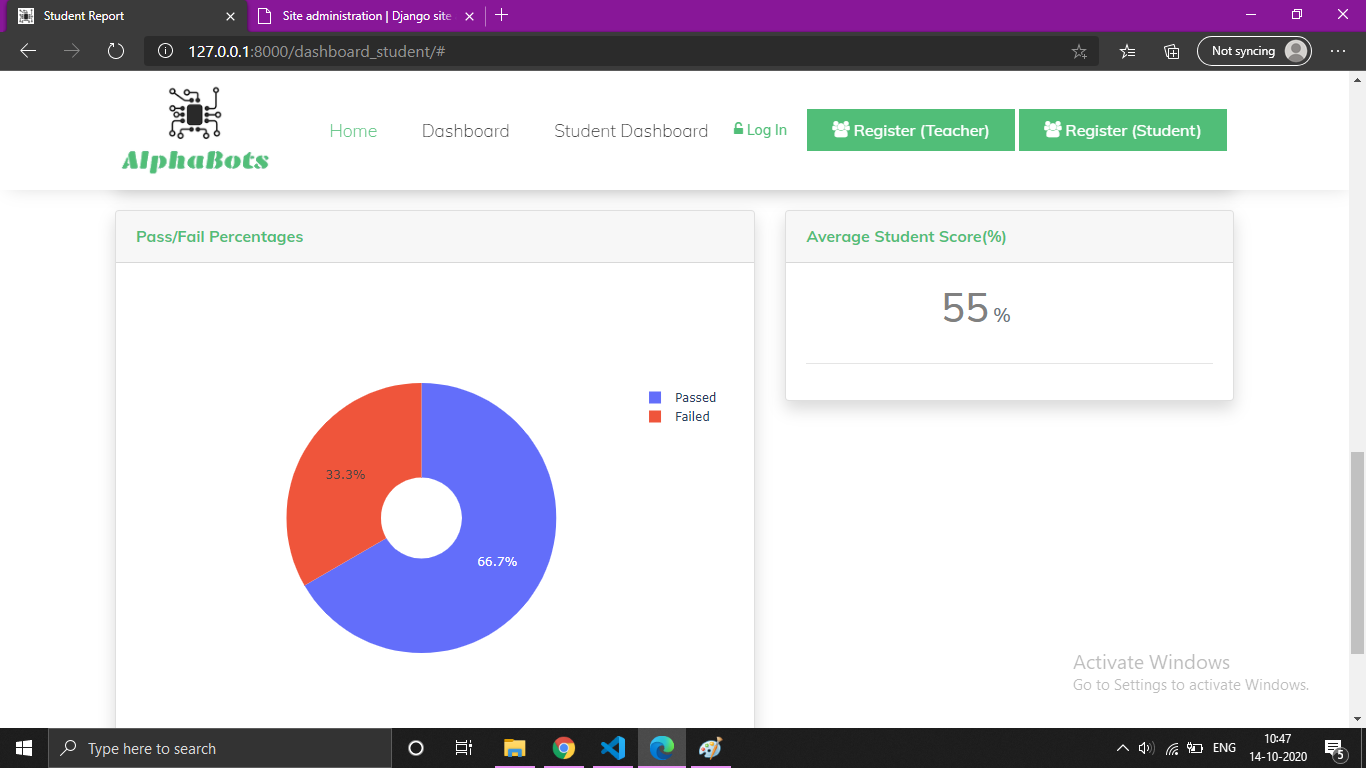 Student Report
Site administration | Django site
127.0.0.1:8000/dashboard_student/#
Not syncing
AlphaBots
Home
Dashboard
Student Dashboard
Log In
Register (Teacher)
Register (Student)
Pass/Fail Percentages
Average Student Score(%)
55 %
Passed
Failed
33.3%
66.7%
Activate Windows
Go to Settings to activate Windows.
Type here to search
ENG
10:47
14-10-2020
5